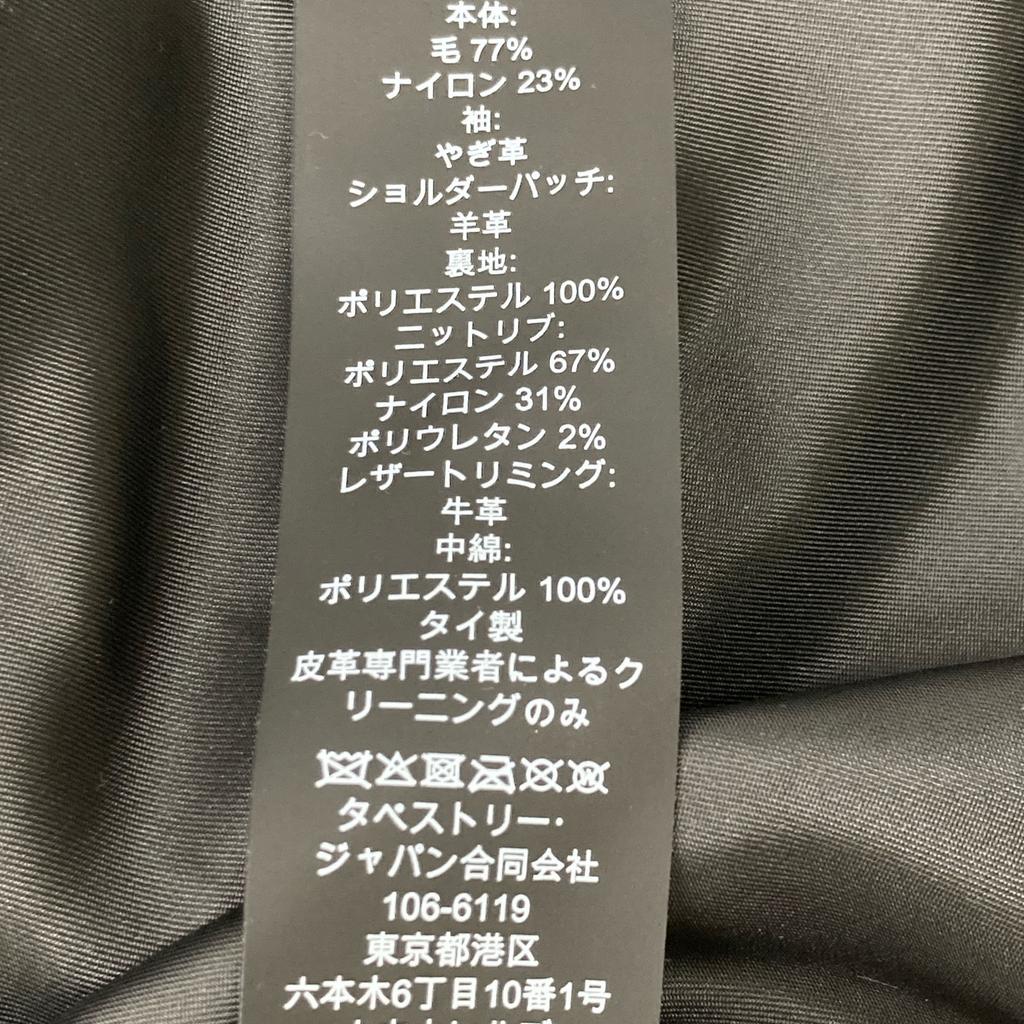 本体:
毛 77%
ナイロン 23%
袖:
やぎ革
ショルダーパッチ:
羊革
裏地:
ポリエステル 100%
ニットリブ:
ポリエステル 67%
ナイロン 31%
ポリウレタン 2%
レザートリミング:
牛革
中綿:
ポリエステル 100%
タイ製
皮革専門業者によるク
リーニングのみ
タペストリー・
ジャパン合同会社
106-6119
東京都港区
六本木6丁目10番1号